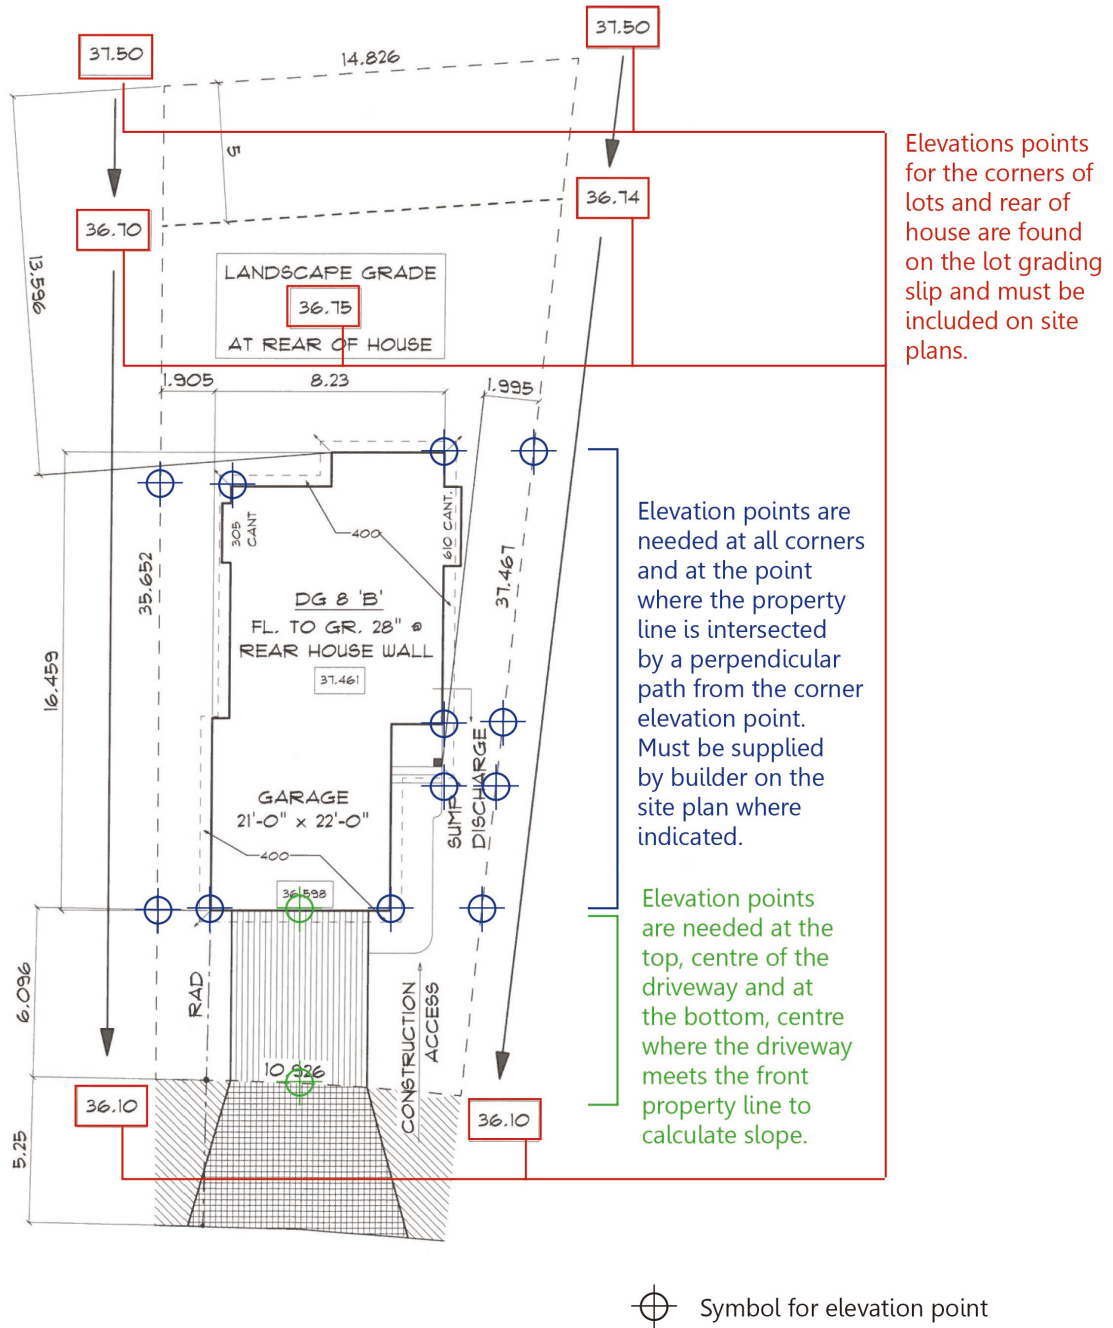 37.50
37.50
14.826
5
36.70
36.74
13.596
LANDSCAPE GRADE
36.75
AT REAR OF HOUSE
1.905
8.23
1.995
Elevations points
for the corners of
lots and rear of
house are found
on the lot grading
slip and must be
included on site
plans.
305
CANT
400
610 CANT.
35.652
37.467
16.459
DG 8 'B'
FL. TO GR. 28" @
REAR HOUSE WALL
37.461
Elevation points are
needed at all corners
and at the point
where the property
line is intersected
by a perpendicular
path from the corner
elevation point.
Must be supplied
by builder on the
site plan where
indicated.
GARAGE
21'-0" x 22'-0"
SUMP
DISCHARGE
400
36.598
Elevation points
are needed at the
top, centre of the
driveway and at
the bottom, centre
where the driveway
meets the front
property line to
calculate slope.
6.096
RAD
CONSTRUCTION
ACCESS
36.10
36.10
5.25
Symbol for elevation point